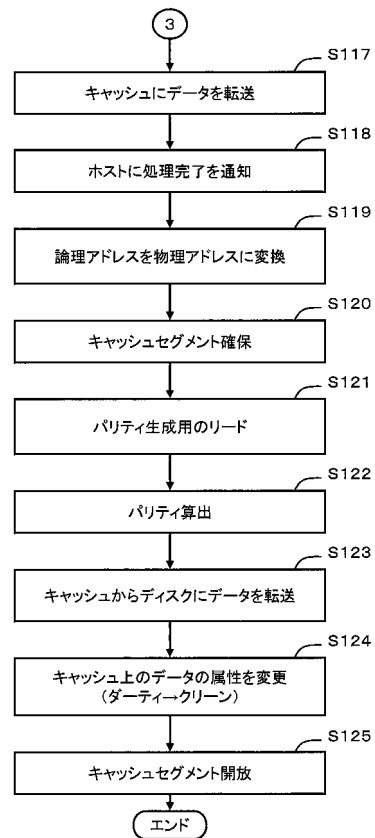 3
S117
キャッシュにデータを転送
S118
ホストに処理完了を通知
S119
論理アドレスを物理アドレスに変換
S120
キャッシュセグメント確保
S121
パリティ生成用のリード
S122
パリティ算出
S123
キャッシュからディスクにデータを転送
S124
キャッシュ上のデータの属性を変更
(ダーティ→クリーン)
S125
キャッシュセグメント開放
エンド